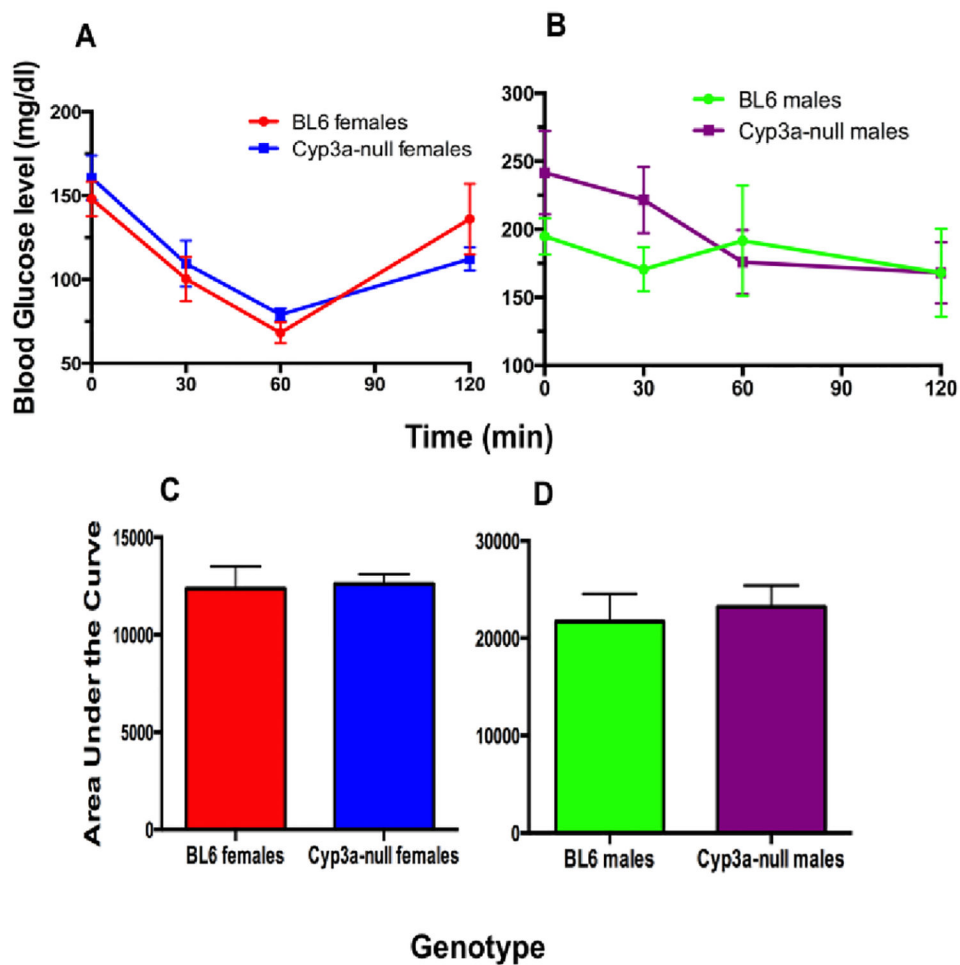 A
B
Blood Glucose level (mg/dl)
200
150
100
50
0
30
60
90
120
BL6 females
Cyp3a-null females
300
250
200
150
100
0
30
60
90
120
BL6 males
Cyp3a-null males
Time (min)
C
D
Area Under the Curve
15000
10000
5000
0
BL6 females
Cyp3a-null females
30000
20000
10000
0
BL6 males
Cyp3a-null males
Genotype